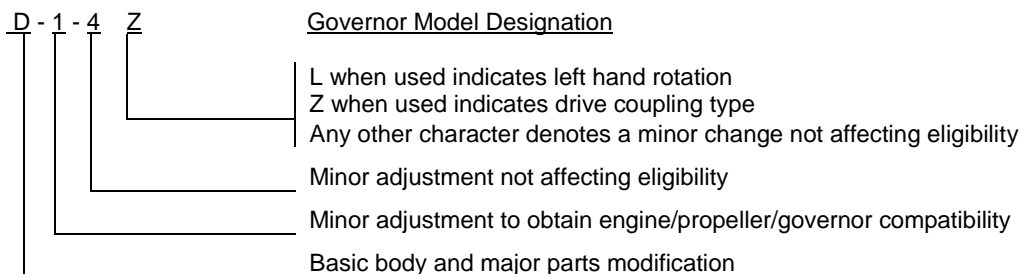 D - 1 - 4 Z Governor Model Designation
L when used indicates left hand rotation
Z when used indicates drive coupling type
Any other character denotes a minor change not affecting eligibility
Minor adjustment not affecting eligibility
Minor adjustment to obtain engine/propeller/governor compatibility
Basic body and major parts modification